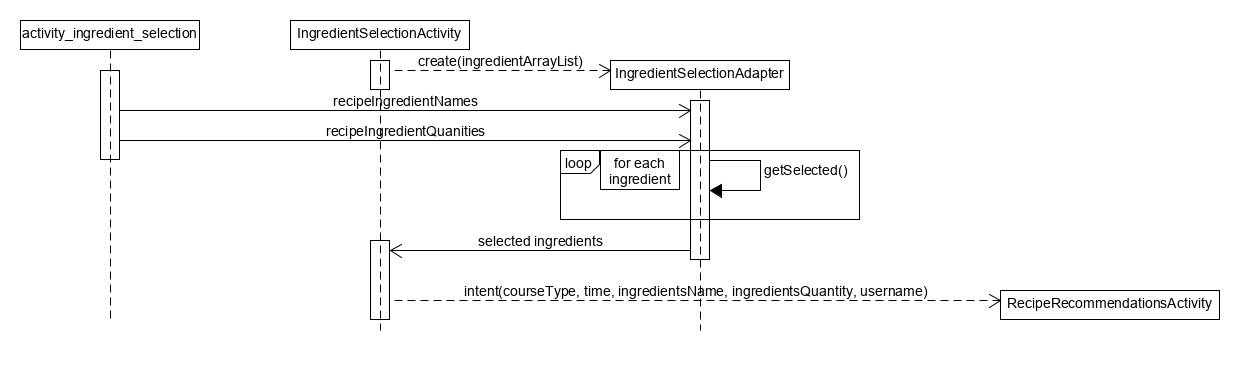 activity_ingredient_selection
IngredientSelectionActivity
create(ingredientArrayList)
IngredientSelectionAdapter
recipeIngredientNames
recipeIngredientQuanities
loop
for each
ingredient
getSelected()
selected ingredients
intent(courseType, time, ingredientsName, ingredientsQuantity, username)
RecipeRecommendationsActivity